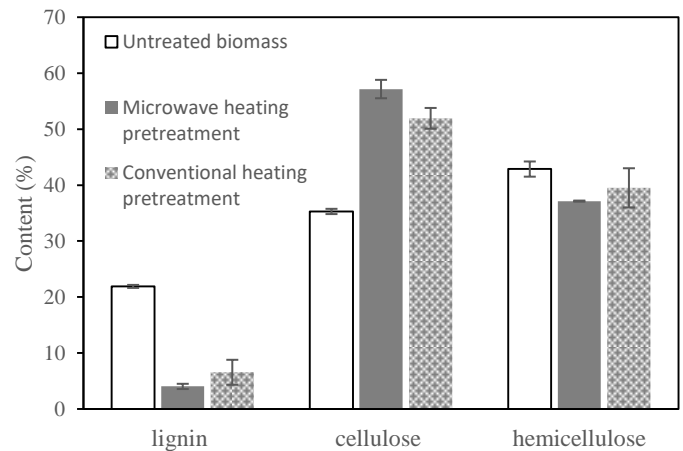 70
60
50
40
30
20
10
0
Content (%)
Untreated biomass
Microwave heating
pretreatment
Conventional heating
pretreatment
lignin cellulose hemicellulose